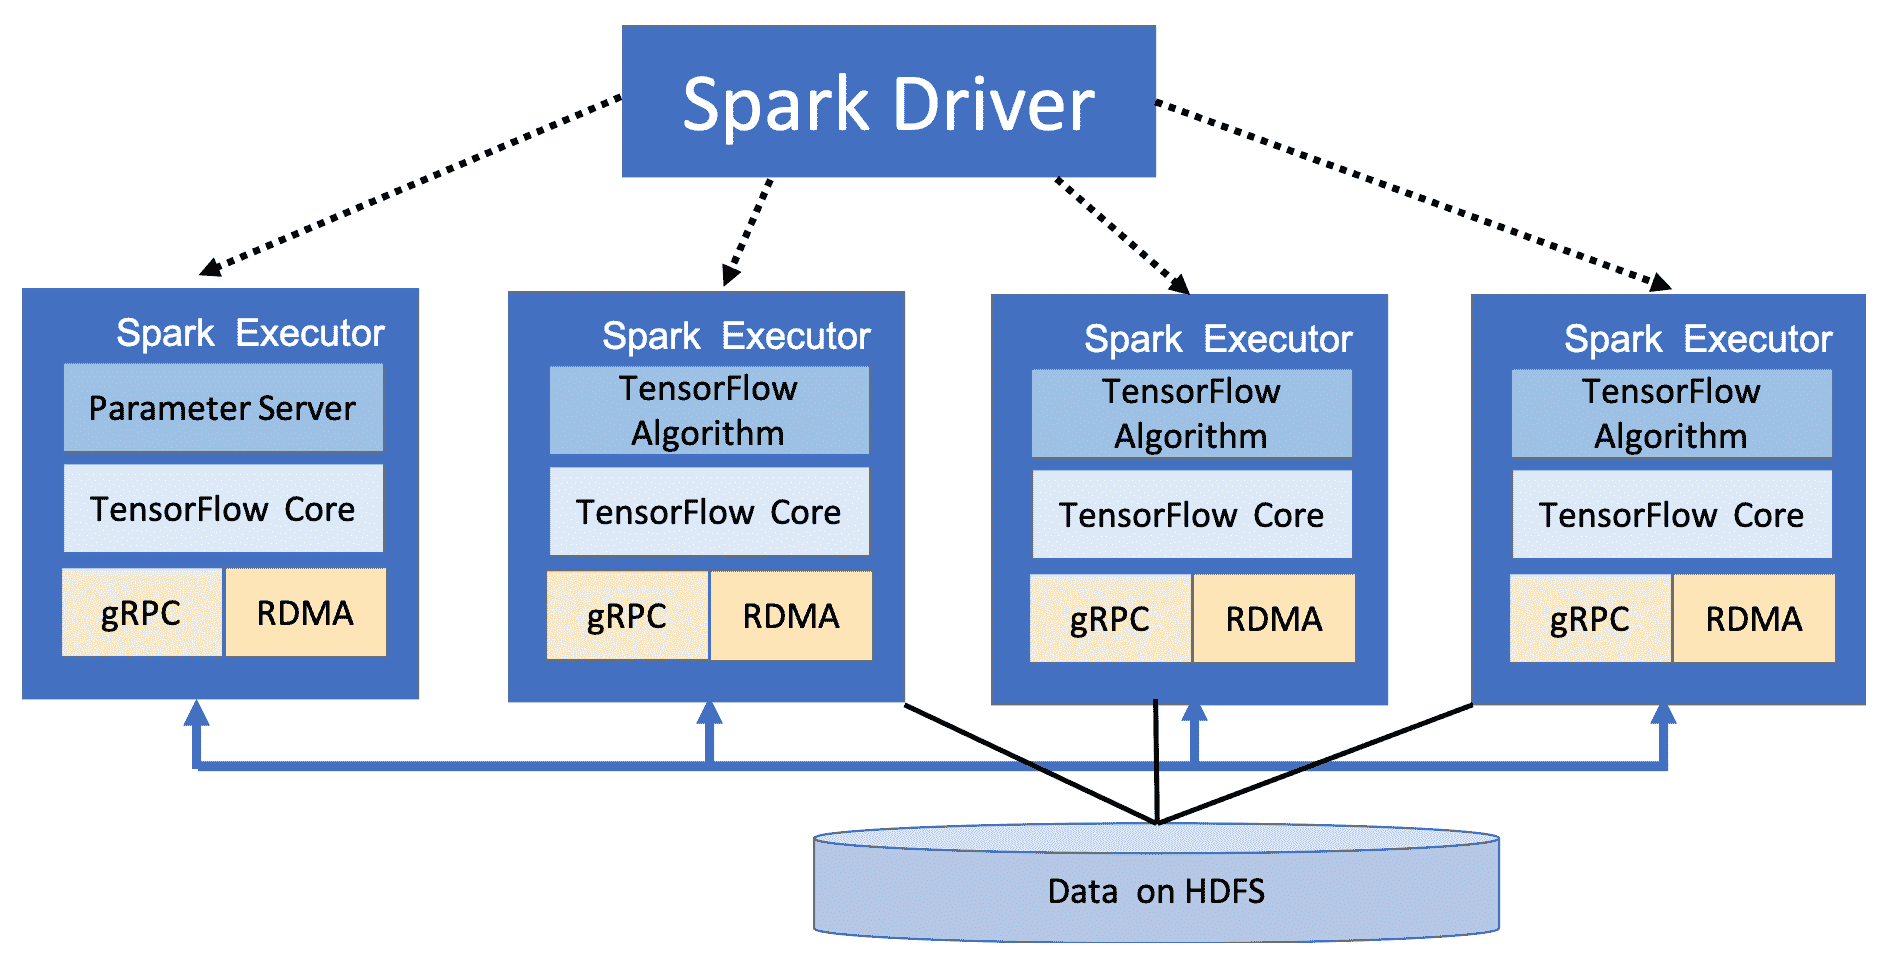 Spark Driver
Spark Executor
Parameter Server
TensorFlow Core
gRPC RDMA
Spark Executor
TensorFlow
Algorithm
TensorFlow Core
gRPC RDMA
Spark Executor
TensorFlow
Algorithm
TensorFlow Core
gRPC RDMA
Spark Executor
TensorFlow
Algorithm
TensorFlow Core
gRPC RDMA
Data on HDFS